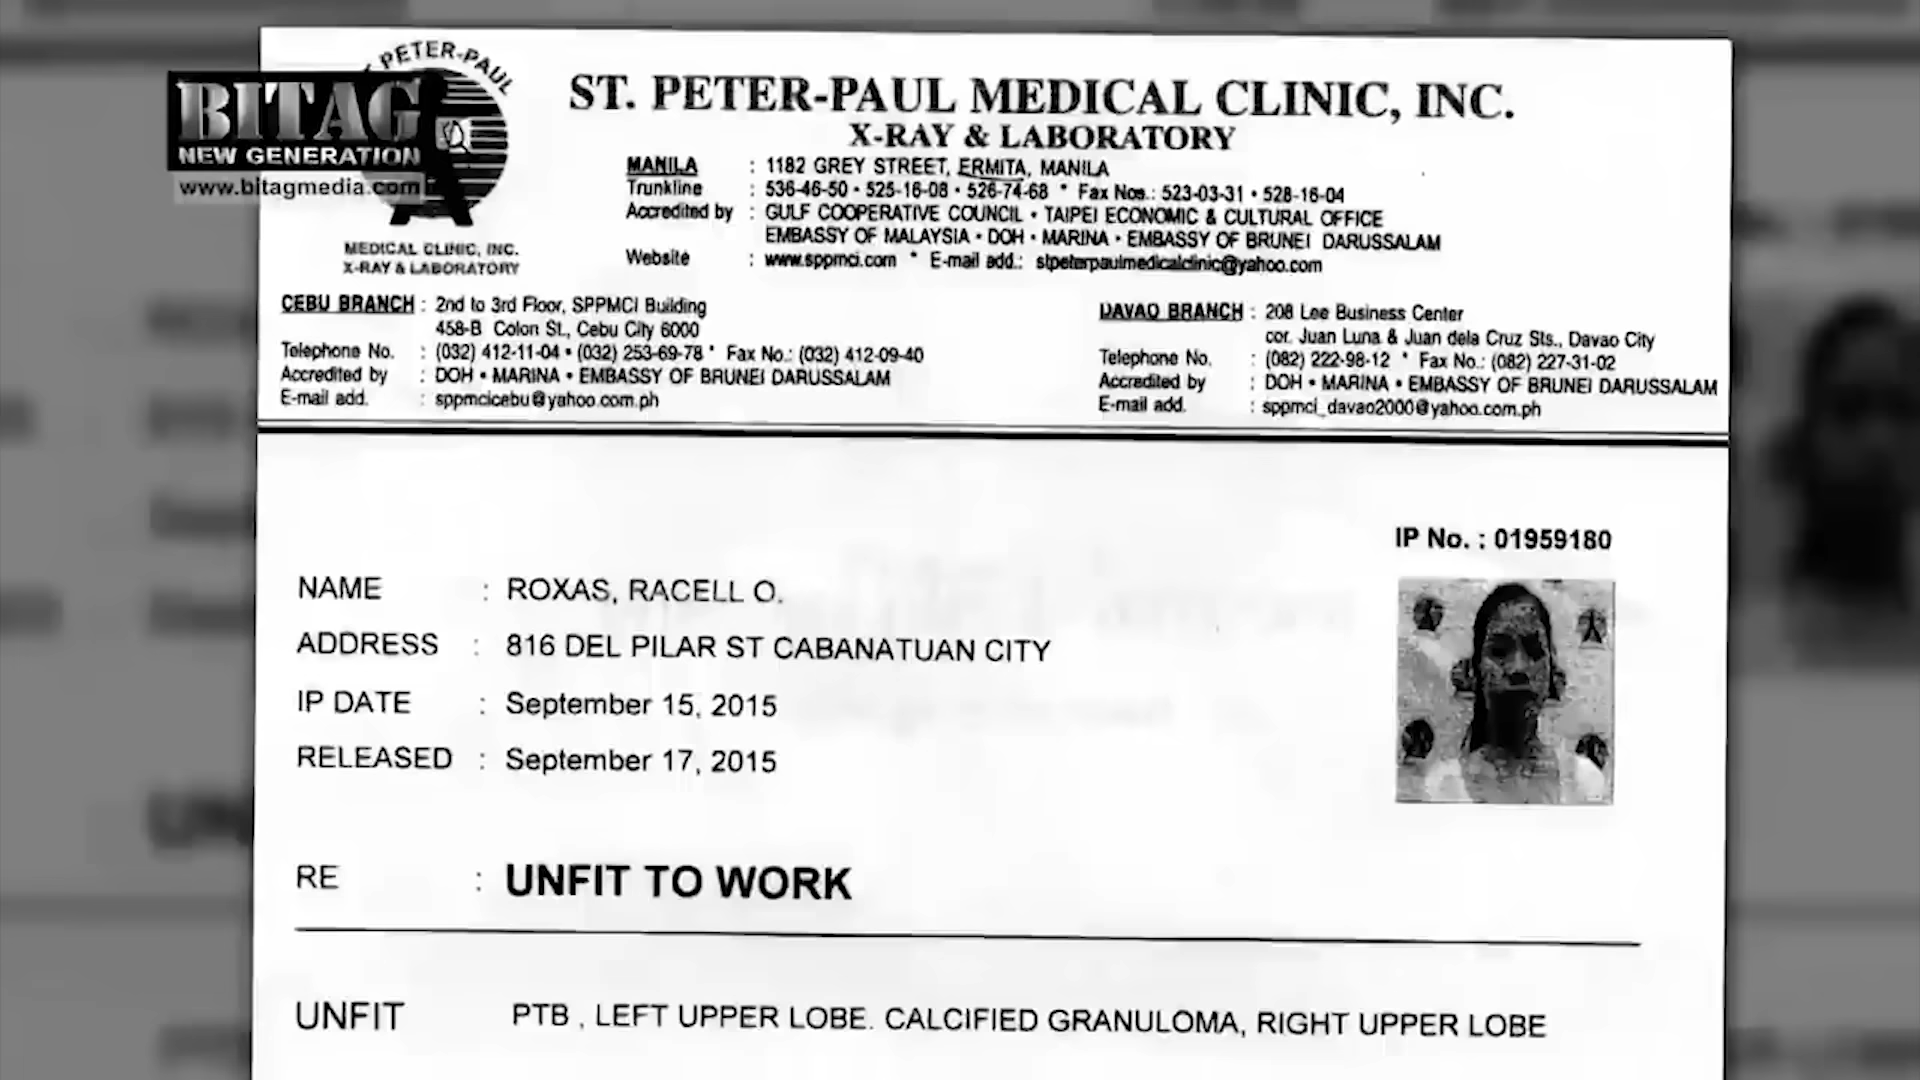 PETER-PAUL
BITAG
NEW GENERATION
www.bitagmedia.com
MEDICAL CLINIC, INC.
X-RAY & LABORATORY
ST. PETER-PAUL MEDICAL CLINIC, INC.
X-RAY & LABORATORY
MANILA : 1182 GREY STREET, ERMITA, MANILA
Trunkline : 536-46-50 • 525-16-08 • 526-74-68 * Fax Nos.: 523-03-31 • 528-16-04
Accredited by : GULF COOPERATIVE COUNCIL • TAIPEI ECONOMIC & CULTURAL OFFICE
EMBASSY OF MALAYSIA • DOH • MARINA • EMBASSY OF BRUNEI DARUSSALAM
Website : www.sppmci.com * E-mail add.: stpeterpaulmedicalclinic@yahoo.com
CEBU BRANCH : 2nd to 3rd Floor, SPPMCI Building
458-B Colon St., Cebu City 6000
Telephone No. : (032) 412-11-04 • (032) 253-69-78 * Fax No.: (032) 412-09-40
Accredited by : DOH • MARINA • EMBASSY OF BRUNEI DARUSSALAM
E-mail add. : sppmcicebu@yahoo.com.ph
DAVAO BRANCH : 208 Lee Business Center
cor. Juan Luna & Juan dela Cruz Sts., Davao City
Telephone No. : (082) 222-98-12 * Fax No.: (082) 227-31-02
Accredited by : DOH • MARINA • EMBASSY OF BRUNEI DARUSSALAM
E-mail add. : sppmci_davao2000@yahoo.com.ph
IP No. : 01959180
NAME : ROXAS, RACELL O.
ADDRESS : 816 DEL PILAR ST CABANATUAN CITY
IP DATE : September 15, 2015
RELEASED : September 17, 2015
RE : UNFIT TO WORK
UNFIT PTB , LEFT UPPER LOBE. CALCIFIED GRANULOMA, RIGHT UPPER LOBE